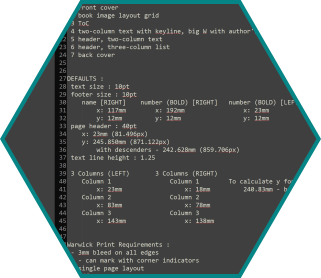 front cover
book image layout grid
3 ToC
4 two-column text with keyline, big W with author'
5 header, two-column text
6 header, three-column list
7 back cover
DEFAULTS :
text size : 10pt
footer size : 10pt
name [RIGHT] number (BOLD) [RIGHT] number (BOLD) [LEF
x: 117mm x: 192mm x: 23mm
y: 12mm y: 12mm y: 12mm
page header : 40pt
x: 23mm (81.496px)
y: 245.850mm (871.122px)
with descenders - 242.628mm (859.706px)
text line height : 1.25
3 Columns (LEFT) 3 Columns (RIGHT)
Column 1 Column 1 To calculate y fo
x: 23mm x: 18mm 240.83mm - h
Column 2 Column 2
x: 83mm x: 78mm
Column 3 Column 3
x: 143mm x: 138mm
Warwick Print Requirements :
- 3mm bleed on all edges
- can mark with corner indicators
single page layout